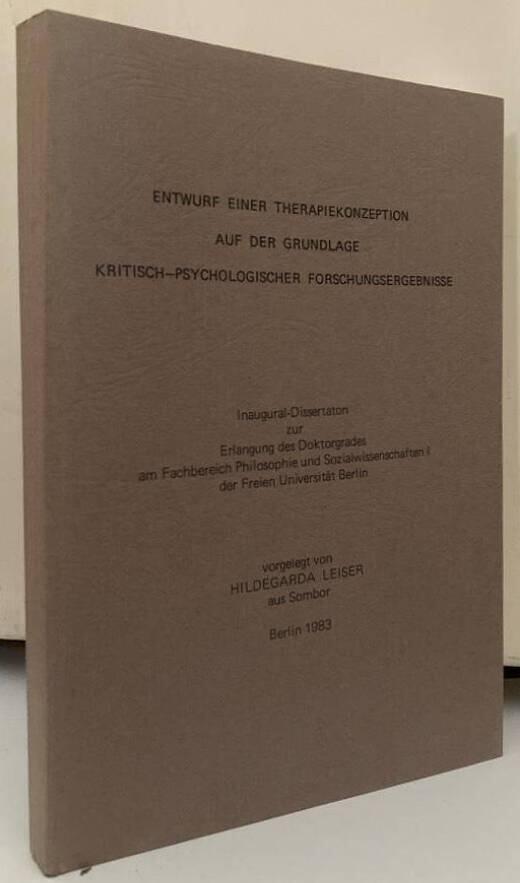 ENTWURF EINER THERAPIEKONZEPTION
AUF DER GRUNDLAGE
KRITISCH—PSYCHOLOGISCHER FORSCHUNGSERGEBNISSE
Inaugural-Dissertaton
zur
Erlangung des Doktorgrades
am Fachbereich Philosophie und Sozialwissenschaften I
der Freien Universität Berlin
vorgelegt von
HILDEGARDA LEISER
aus Sombor
Berlin 1983